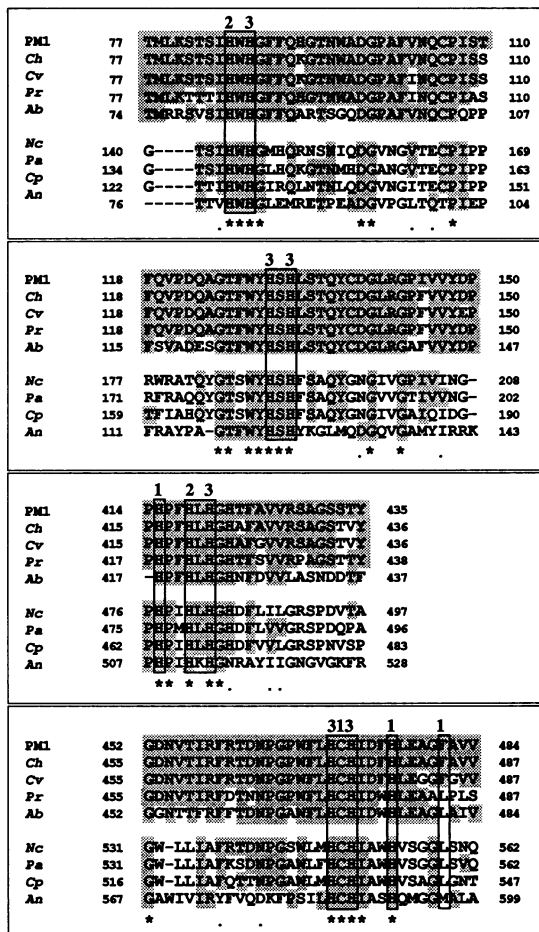 2 3
PM1 77 TMLKSTSIHWHGFFQHGTNWADGPAFVNQCPIST 110
Ch 77 TMLKSTSIHWHGFFQKGTNWADGPAFVNQCPISS 110
Cv 77 TMLKSTSIHWHGFFQKGTNWADGPAFINQCPISS 110
Pr 77 TMLKTTTIHWHGFFQHGTNWADGPAFINQCPIAS 110
Ab 74 TMRRSVSIHWHGFFQARTSGQDGPAFVNQCPQPP 107
Nc 140 G-----TSIHWHGMHQRNSNIQDGVNGVTECPIPP 169
Pa 134 G-----TSIHWHGLHQKGTNMHDGANGVTECPIPP 163
Cp 122 G-----TTIHWHGIRQLNTNLQDGVNGITECPIPP 151
An 76 -----TTVHWHGLEMRETPEADGVPGLTQTPIEP 104
. **** ** . . *
3 3
PM1 118 FQVPDQAGTFWYHSHLSTQYCDGLRGPIVVYDP 150
Ch 118 FQVPDQAGTFWYHSHLSTQYCDGLRGPFVVYDP 150
Cv 118 FQVPDQAGTFWYHSHLSTQYCDGLRGPFVVYEP 150
Pr 118 FQVPDQAGTFWYHSHLSTQYCDGLRGPIVVYDP 150
Ab 115 FSVADESGTFWYHSHLSTQYCDGLRGAFVVYDP 147
Nc 177 RWRATQYGTSWYHSHFSAQYGNGIVGPIVING- 208
Pa 171 RFRAQQYGTSWYHSHFSAQYGNGVVGTIVVNG- 202
Cp 159 TFIAHQYGTSWYHSHFSAQYGNGIVGAIQIDG- 190
An 111 FRAYPA-GTFWYHSHYKGLMQDGQVGAMYIRRK 143
** ***** .* * .
1 2 3
PM1 414 PHPFHLHGHTFAVVRSAGSSTY 435
Ch 415 PHPFHLHGHAFAVVRSAGSTVY 436
Cv 415 PHPFHLHGHAFGVVRSAGSTVY 436
Pr 417 PHPFHLHGHTFSVVRPAGSTTY 438
Ab 417 -HPFHLHGHNFDVVLASNDDTF 437
Nc 476 PHPIHLHGHDFLILGRSPDVTA 497
Pa 475 PHPMHLHGHDFLVVGRSPDQPA 496
Cp 462 PHPIHLHGHDFVVLGRSPNVSP 483
An 507 PHPIHKHGNRAYIIGNGVGKFR 528
** * **. ..
313 1 1
PM1 452 GDNVTIRFRTDNPGPWFLHCHIDFHLEAGFAVV 484
Ch 455 GDNVTIRFRTDNPGPWFLHCHIDFHLEAGFAVV 487
Cv 455 GDNVTIRFRTDNPGPWFLHCHIDFHLEGGFGVV 487
Pr 455 GDNVTIRFDTNNPGPWFLHCHIDWHLEAALPLS 487
Ab 452 GGNTTFRFFTDNPGAWFLHCHIDWHLEAGLAIV 484
Nc 531 GW-LLIAFRTDNPGSWLMHCHIAWHVSGGLSNQ 562
Pa 531 GW-LLIAFKSDNPGAWLFHCHIAWHVSGGLSVQ 562
Cp 516 GW-LLIAFQTTNPGAWLMHCHIAWHVSAGLGNT 547
An 567 GAWIVIRYFVQDKFPSILHCHIASHQMGGMALA 599
* . . **** *